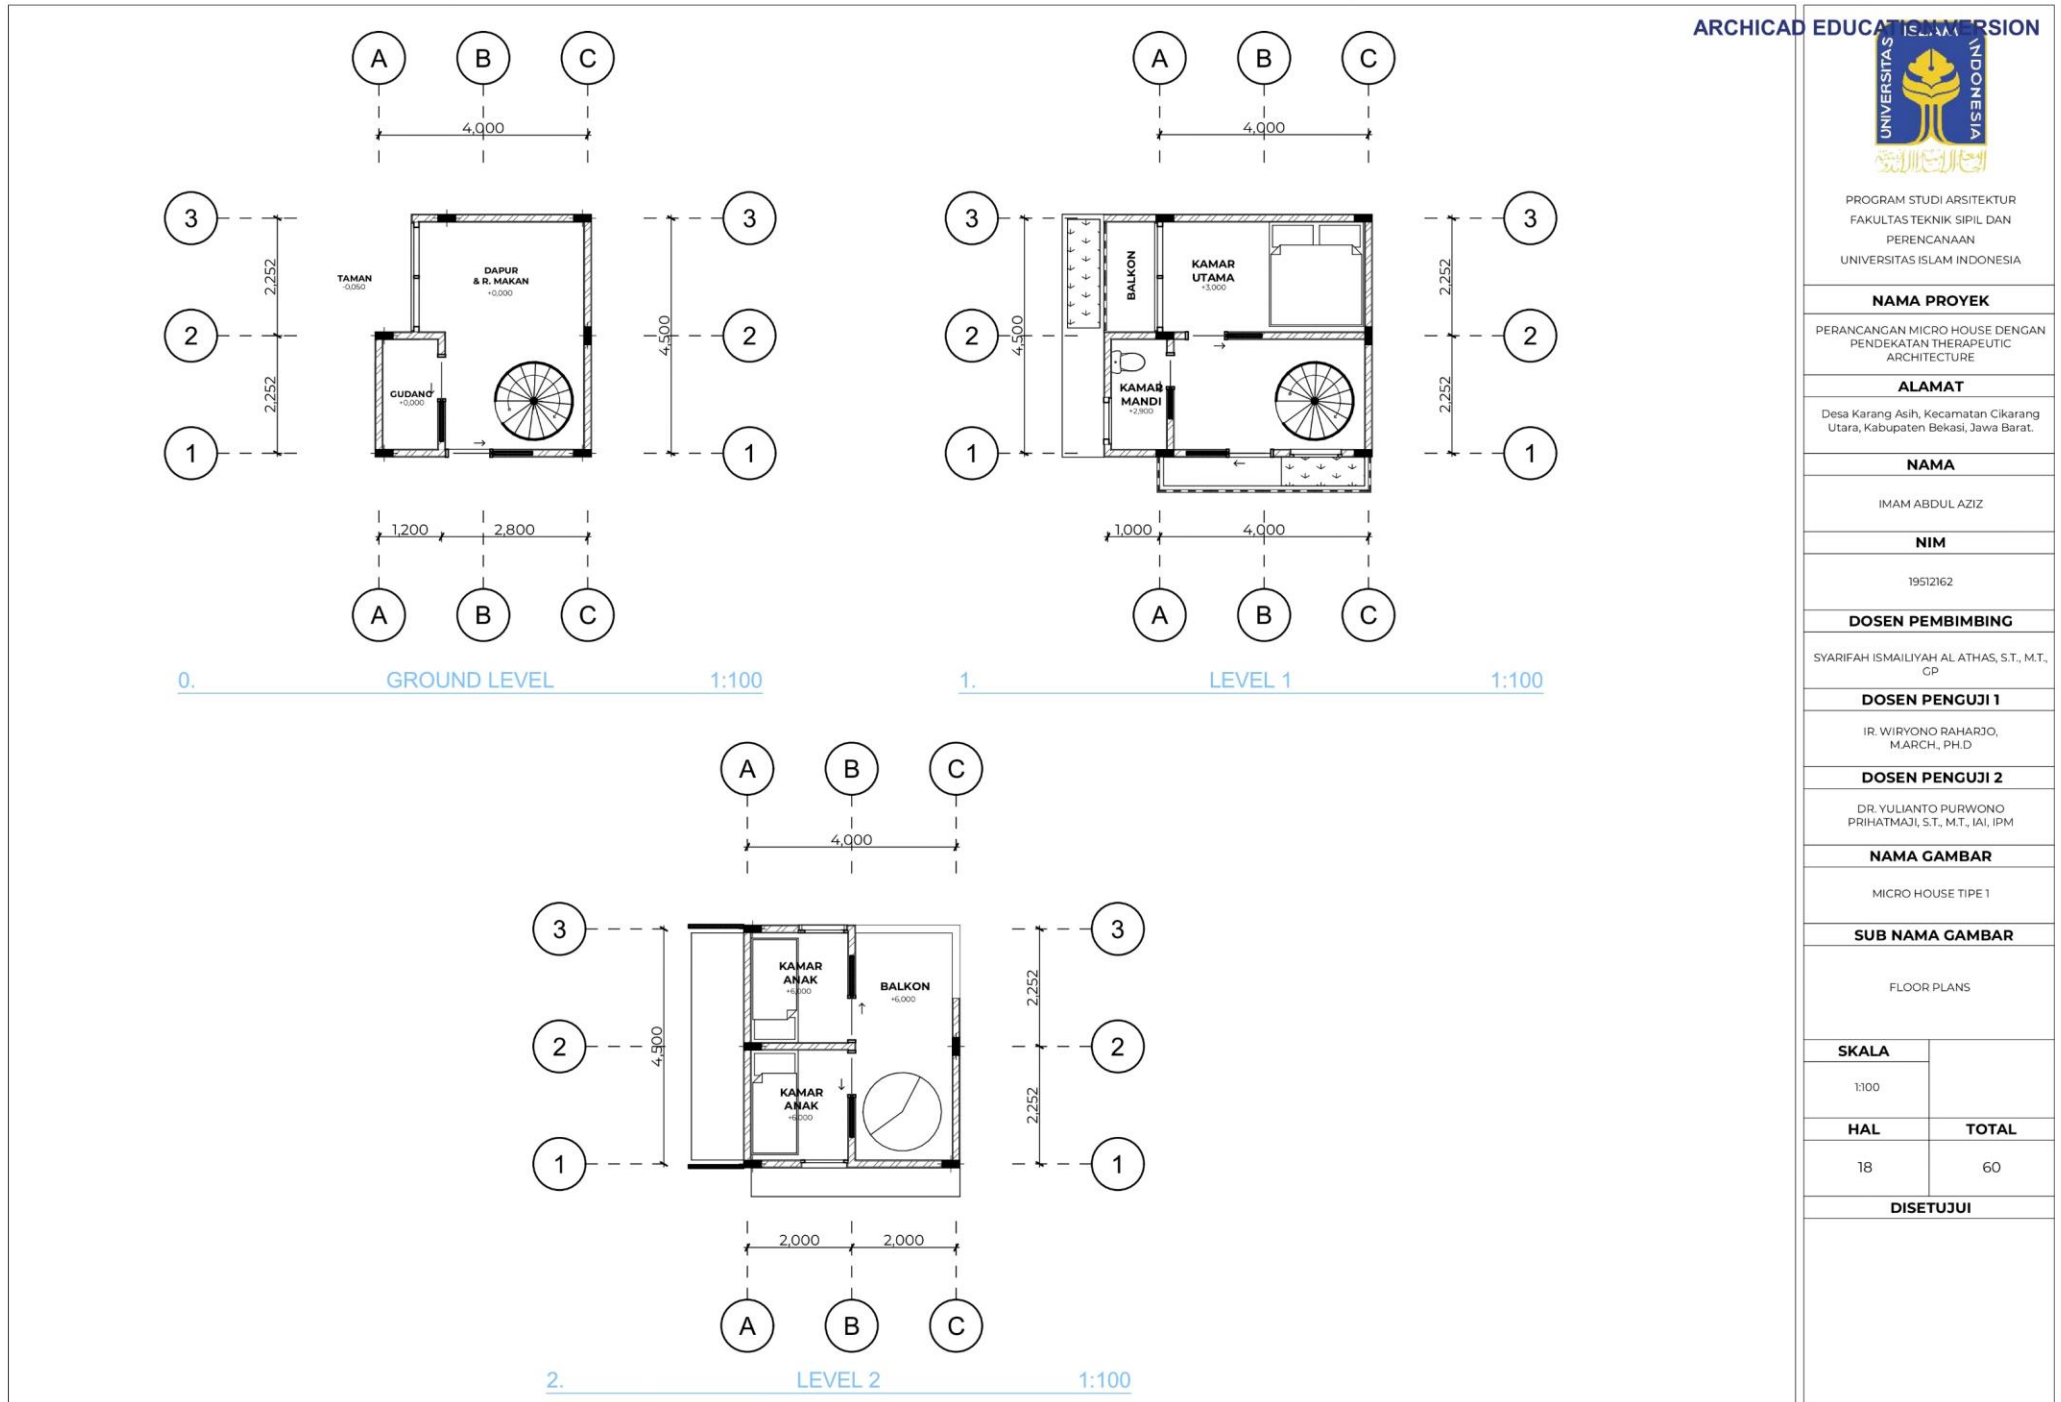 ARCHICAD EDUCATION VERSION
A
B
C
4,000
3
3
2,252
TAMAN
-0,050
DAPUR
& R. MAKAN
+0,000
2
2
4,500
2,252
GUDANG
+0,000
1
1
1,200
2,800
A
B
C
0.
GROUND LEVEL
1:100
A
B
C
4,000
3
3
BALKON
KAMAR
UTAMA
+3,000
2,252
4,500
2
2
KAMAR
MANDI
+2,900
2,252
1
1
1,000
4,000
A
B
C
1.
LEVEL 1
1:100
A
B
C
4,000
3
3
KAMAR
ANAK
+6,000
BALKON
+6,000
2,252
4,500
2
2
KAMAR
ANAK
+6,000
2,252
1
1
2,000
2,000
A
B
C
2.
LEVEL 2
1:100
UNIVERSITAS
ISLAM
INDONESIA
PROGRAM STUDI ARSITEKTUR
FAKULTAS TEKNIK SIPIL DAN
PERENCANAAN
UNIVERSITAS ISLAM INDONESIA
NAMA PROYEK
PERANCANGAN MICRO HOUSE DENGAN
PENDEKATAN THERAPEUTIC
ARCHITECTURE
ALAMAT
Desa Karang Asih, Kecamatan Cikarang
Utara, Kabupaten Bekasi, Jawa Barat.
NAMA
IMAM ABDUL AZIZ
NIM
19512162
DOSEN PEMBIMBING
SYARIFAH ISMAILIYAH AL ATHAS, S.T., M.T.,
GP
DOSEN PENGUJI 1
IR. WIRYONO RAHARJO,
M.ARCH., PH.D
DOSEN PENGUJI 2
DR. YULIANTO PURWONO
PRIHATMAJI, S.T., M.T., IAI, IPM
NAMA GAMBAR
MICRO HOUSE TIPE 1
SUB NAMA GAMBAR
FLOOR PLANS
SKALA
1:100
HAL
TOTAL
18
60
DISETUJUI